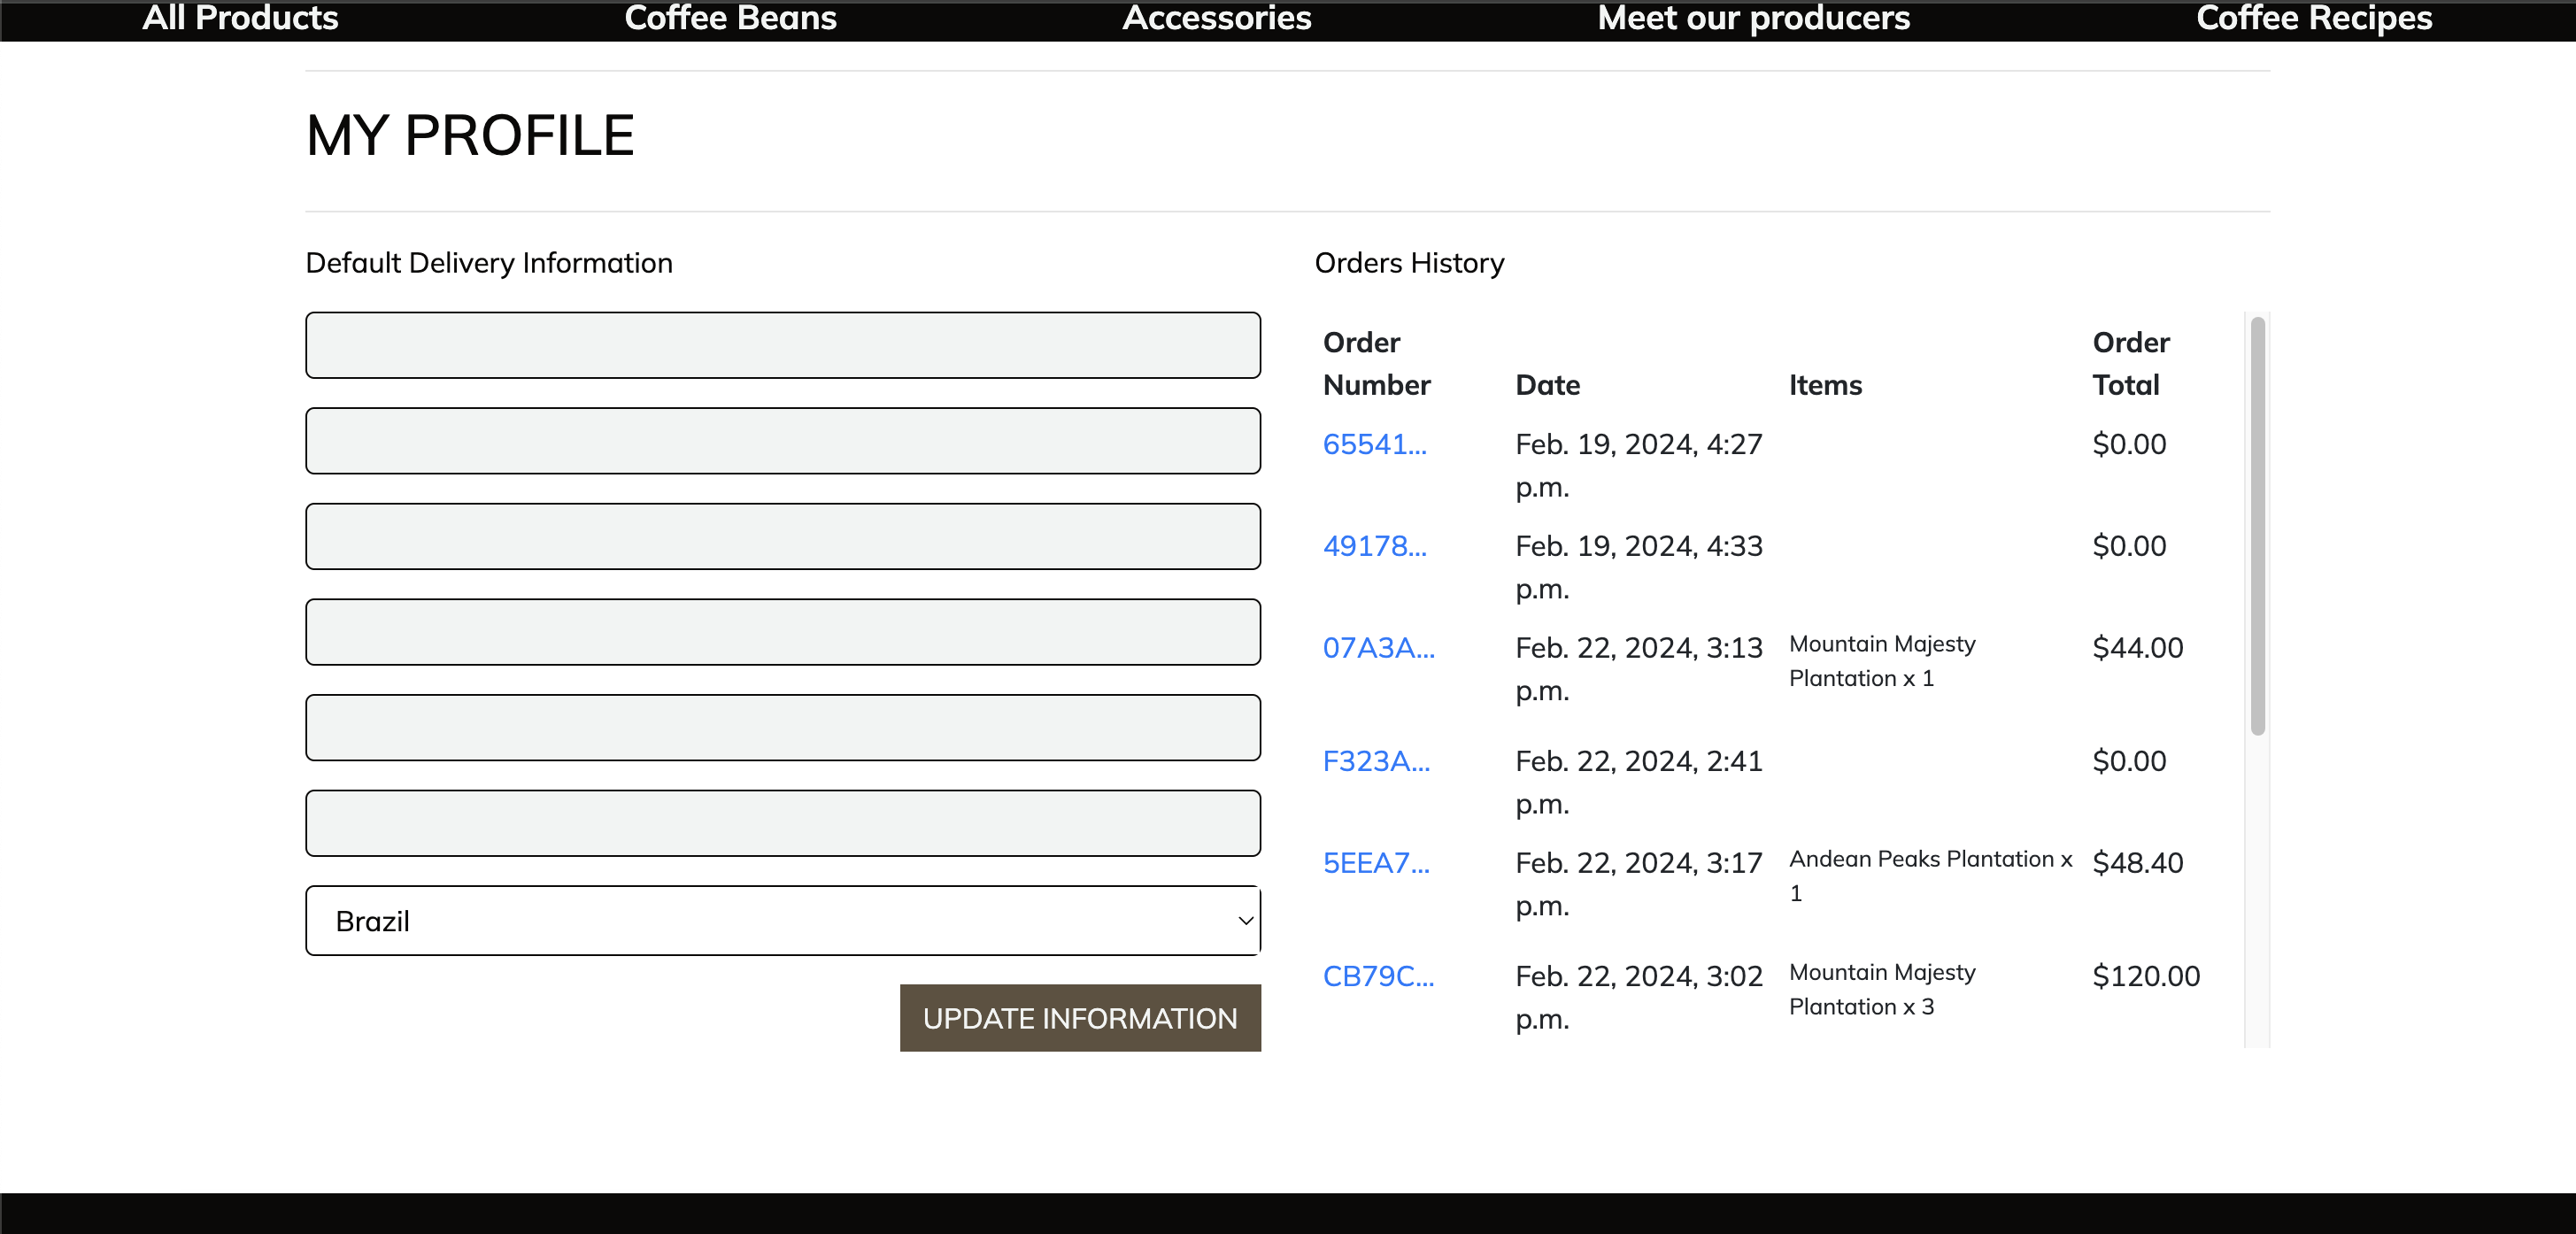 All Products Coffee Beans Accessories Meet our producers Coffee Recipes
MY PROFILE
Default Delivery Information
Brazil
UPDATE INFORMATION
Orders History
Order
Number Date Items Order
Total
65541... Feb. 19, 2024, 4:27
p.m. $0.00
49178... Feb. 19, 2024, 4:33
p.m. $0.00
07A3A... Feb. 22, 2024, 3:13
p.m. Mountain Majesty
Plantation x 1 $44.00
F323A... Feb. 22, 2024, 2:41
p.m. $0.00
5EEA7... Feb. 22, 2024, 3:17
p.m. Andean Peaks Plantation x
1 $48.40
CB79C... Feb. 22, 2024, 3:02
p.m. Mountain Majesty
Plantation x 3 $120.00